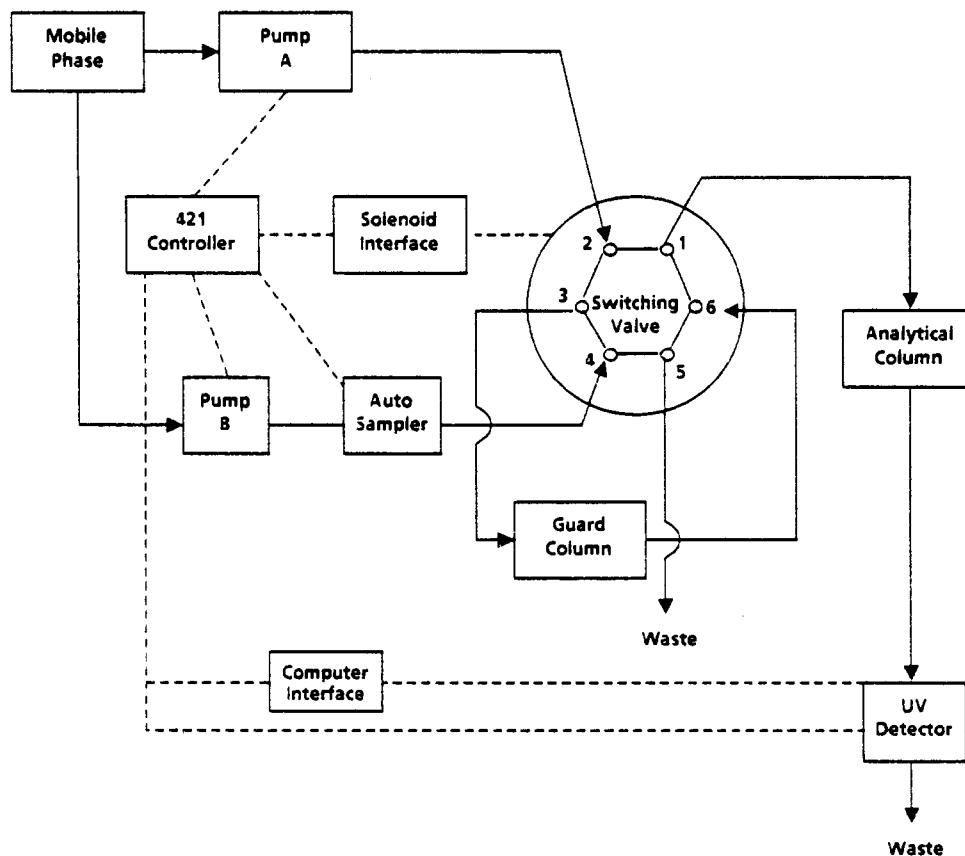 Mobile
Phase
Pump
A
421
Controller
Solenoid
Interface
2
1
3
Switching
Valve
6
4
5
Analytical
Column
Pump
B
Auto
Sampler
Guard
Column
Waste
Computer
Interface
UV
Detector
Waste